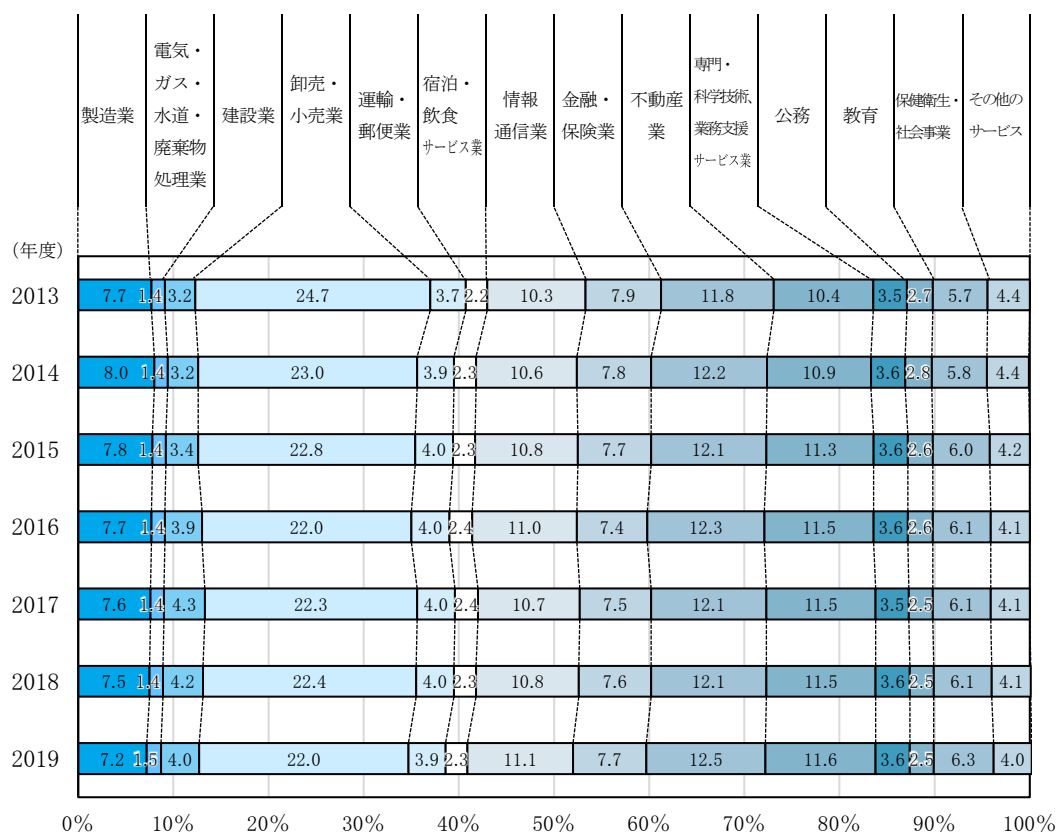 製造業
電気・
ガス・
水道・
廃棄物
処理業
建設業
卸売・
小売業
運輸・
郵便業
宿泊・
飲食
サービス業
情報
通信業
金融・
保険業
不動産
業
専門・
科学技術、
業務支援
サービス業
公務
教育
保健衛生・
社会事業
その他の
サービス
(年度)
2013 7.7 1.4 3.2 24.7 3.7 2.2 10.3 7.9 11.8 10.4 3.5 2.7 5.7 4.4
2014 8.0 1.4 3.2 23.0 3.9 2.3 10.6 7.8 12.2 10.9 3.6 2.8 5.8 4.4
2015 7.8 1.4 3.4 22.8 4.0 2.3 10.8 7.7 12.1 11.3 3.6 2.6 6.0 4.2
2016 7.7 1.4 3.9 22.0 4.0 2.4 11.0 7.4 12.3 11.5 3.6 2.6 6.1 4.1
2017 7.6 1.4 4.3 22.3 4.0 2.4 10.7 7.5 12.1 11.5 3.5 2.5 6.1 4.1
2018 7.5 1.4 4.2 22.4 4.0 2.3 10.8 7.6 12.1 11.5 3.6 2.5 6.1 4.1
2019 7.2 1.5 4.0 22.0 3.9 2.3 11.1 7.7 12.5 11.6 3.6 2.5 6.3 4.0
0% 10% 20% 30% 40% 50% 60% 70% 80% 90% 100%